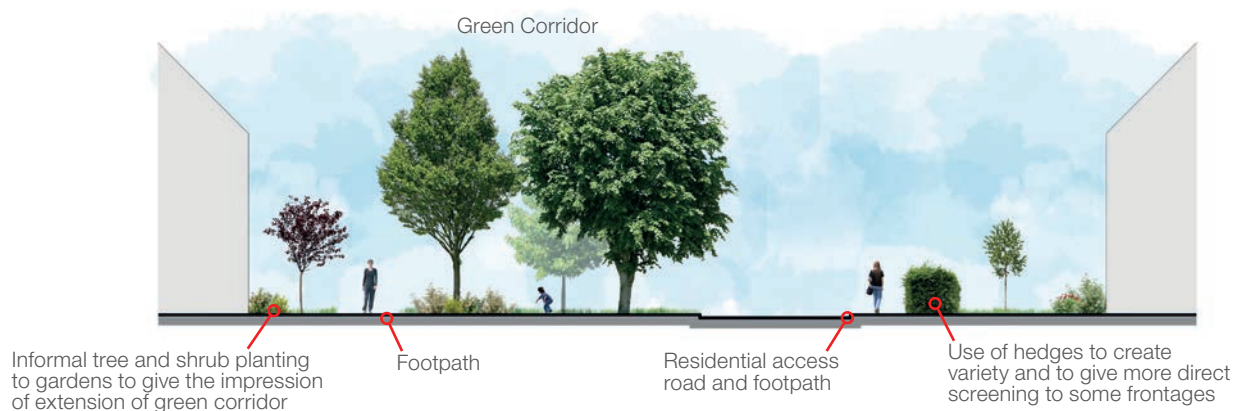 Green Corridor
Informal tree and shrub planting
to gardens to give the impression
of extension of green corridor
Footpath
Residential access
road and footpath
Use of hedges to create
variety and to give more direct
screening to some frontages